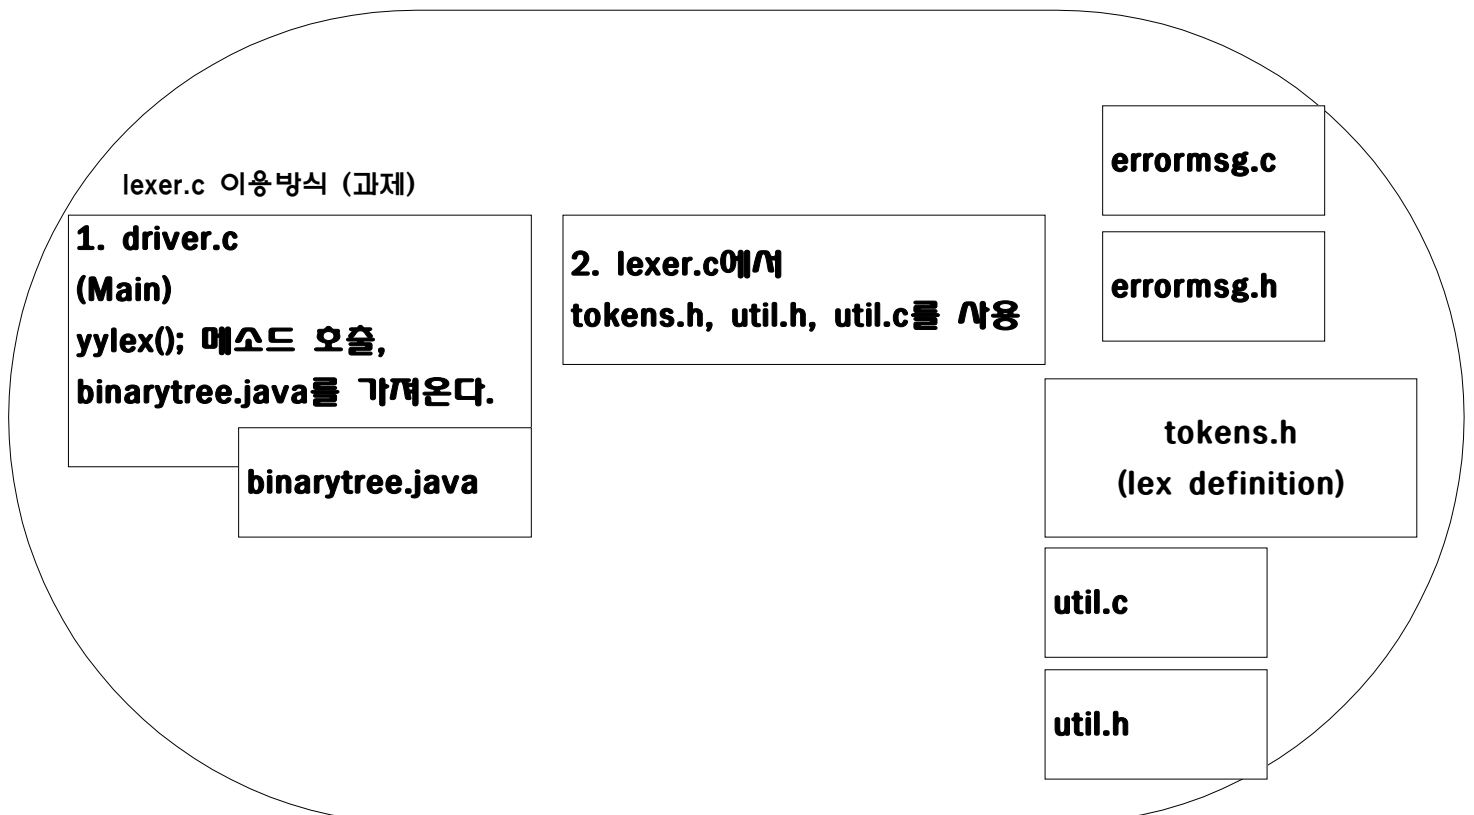 lexer.c 이용방식 (과제)
1. driver.c
(Main)
yylex(); 메소드 호출,
binarytree.java를 가져온다.
binarytree.java
2. lexer.c에서
tokens.h, util.h, util.c를 사용
errormsg.c
errormsg.h
tokens.h
(lex definition)
util.c
util.h